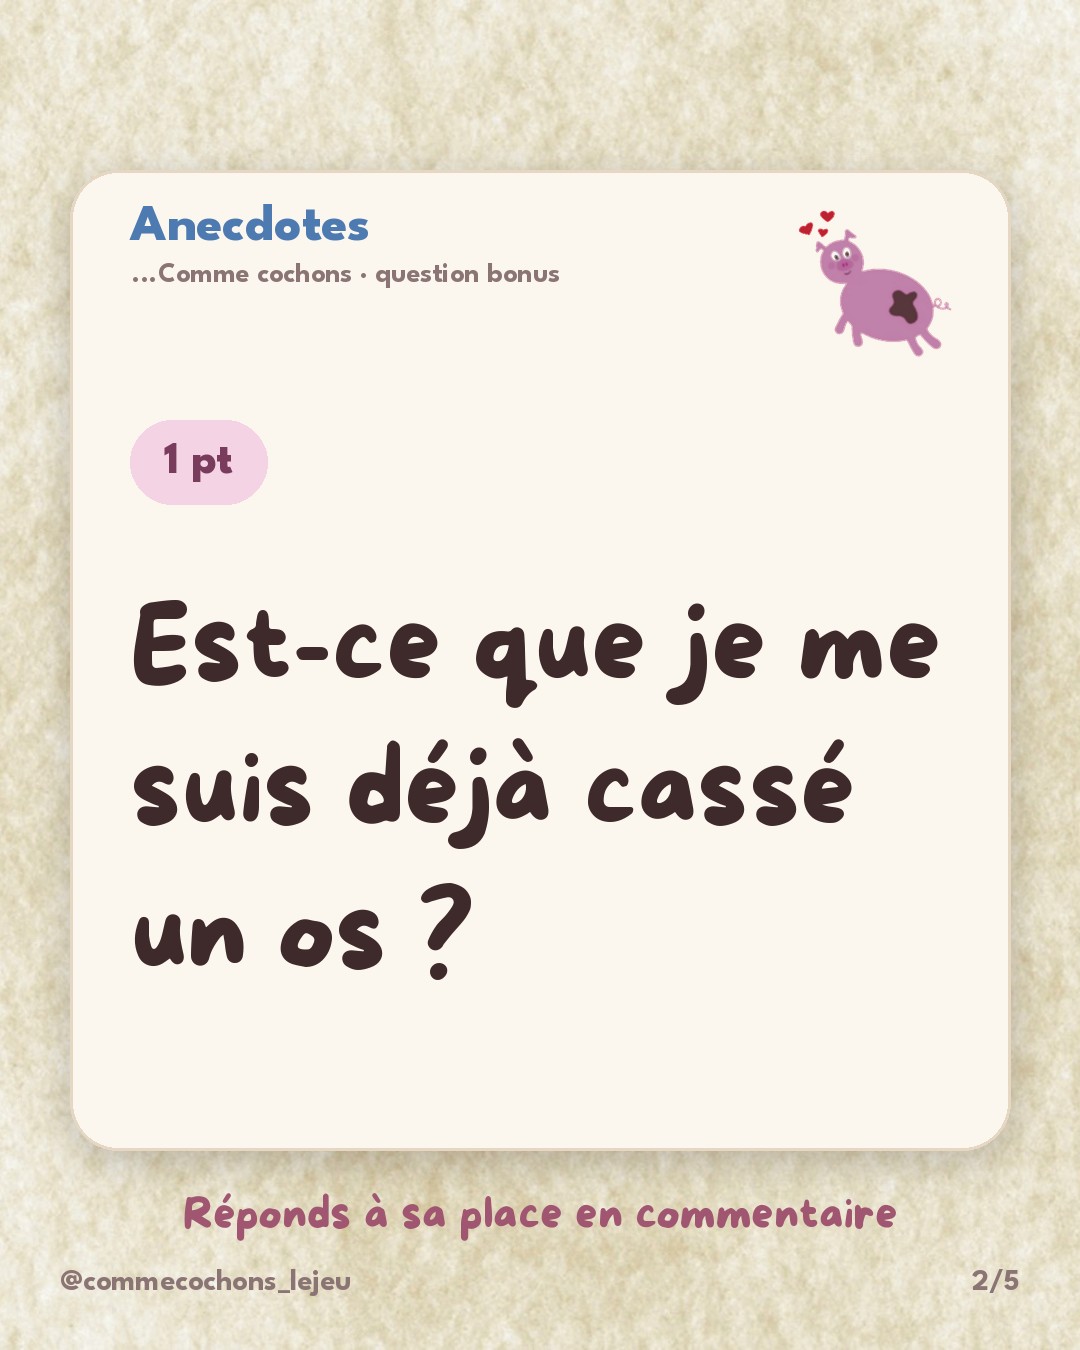 Anecdotes
...Comme cochons · question bonus
1 pt
Est-ce que je me
suis déjà cassé
un os ?
Réponds à sa place en commentaire
@commecochons_lejeu
2/5